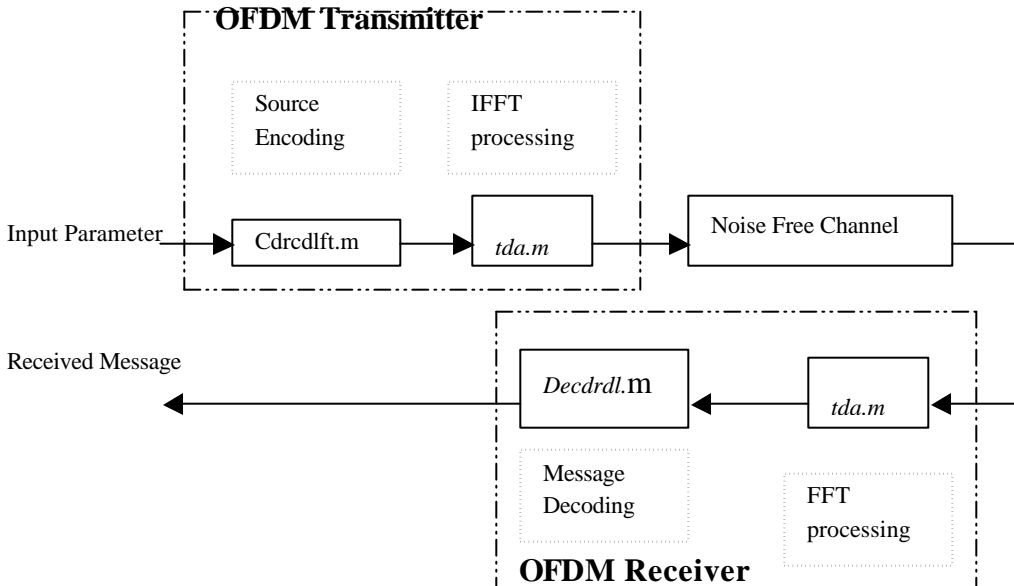 OFDM Transmitter
Source
Encoding
IFFT
processing
Input Parameter
Cdrcdlft.m
tda.m
Noise Free Channel
Received Message
Decdrdl.m
tda.m
Message
Decoding
FFT
processing
OFDM Receiver